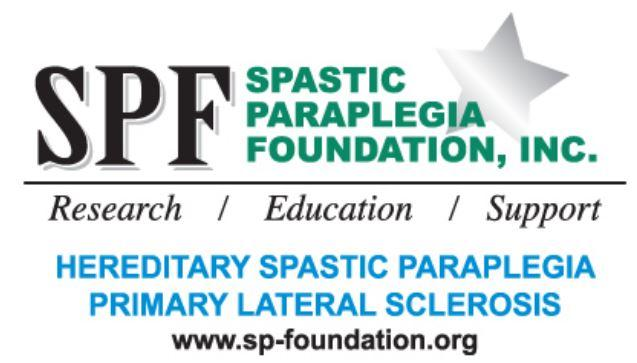 SPF SPASTIC
PARAPLEGIA
FOUNDATION, INC.
Research / Education / Support
HEREDITARY SPASTIC PARAPLEGIA
PRIMARY LATERAL SCLEROSIS
www.sp-foundation.org